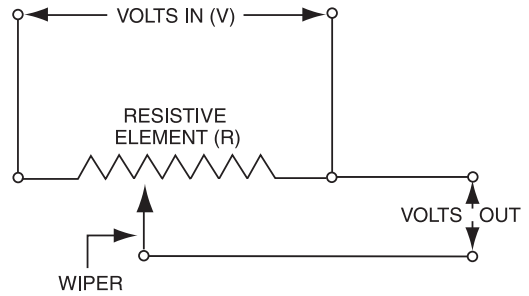 VOLTS IN (V)
RESISTIVE
ELEMENT (R)
VOLTS OUT
WIPER